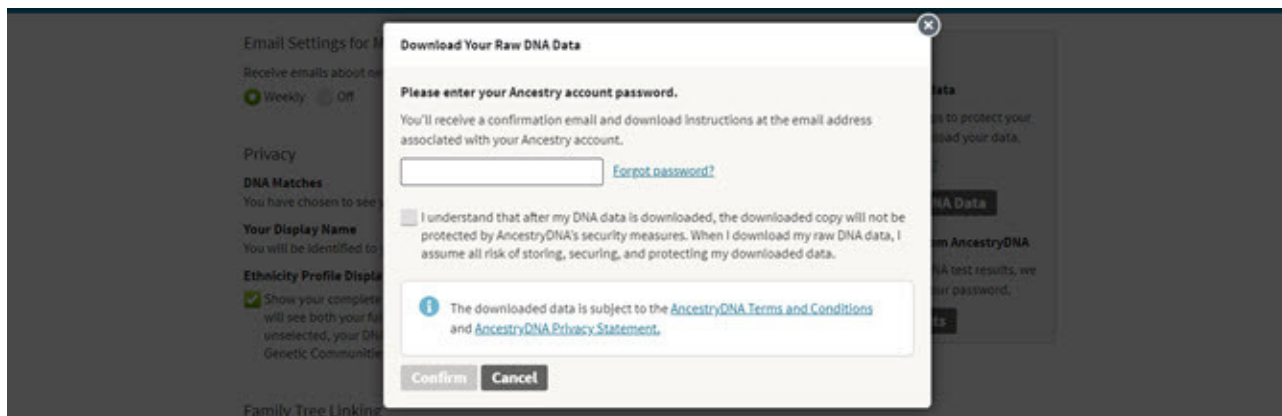 Email Settings for
Receive emails about
Weekly Off
Privacy
DNA Matches
You have chosen to see
Your Display Name
You will be identified to
Ethnicity Profile Displa
Show your complete
will see both your ful
unselected, your DN
Genetic Communitie
Family Tree Linking
Download Your Raw DNA Data
Please enter your Ancestry account password.
You'll receive a confirmation email and download instructions at the email address
associated with your Ancestry account.
Forgot password?
I understand that after my DNA data is downloaded, the downloaded copy will not be
protected by AncestryDNA's security measures. When I download my raw DNA data, I
assume all risk of storing, securing, and protecting my downloaded data.
The downloaded data is subject to the AncestryDNA Terms and Conditions
and AncestryDNA Privacy Statement.
Confirm Cancel
ata
to protect your
load your data.
NA Data
om AncestryDNA
NA test results, we
ur password.
ts